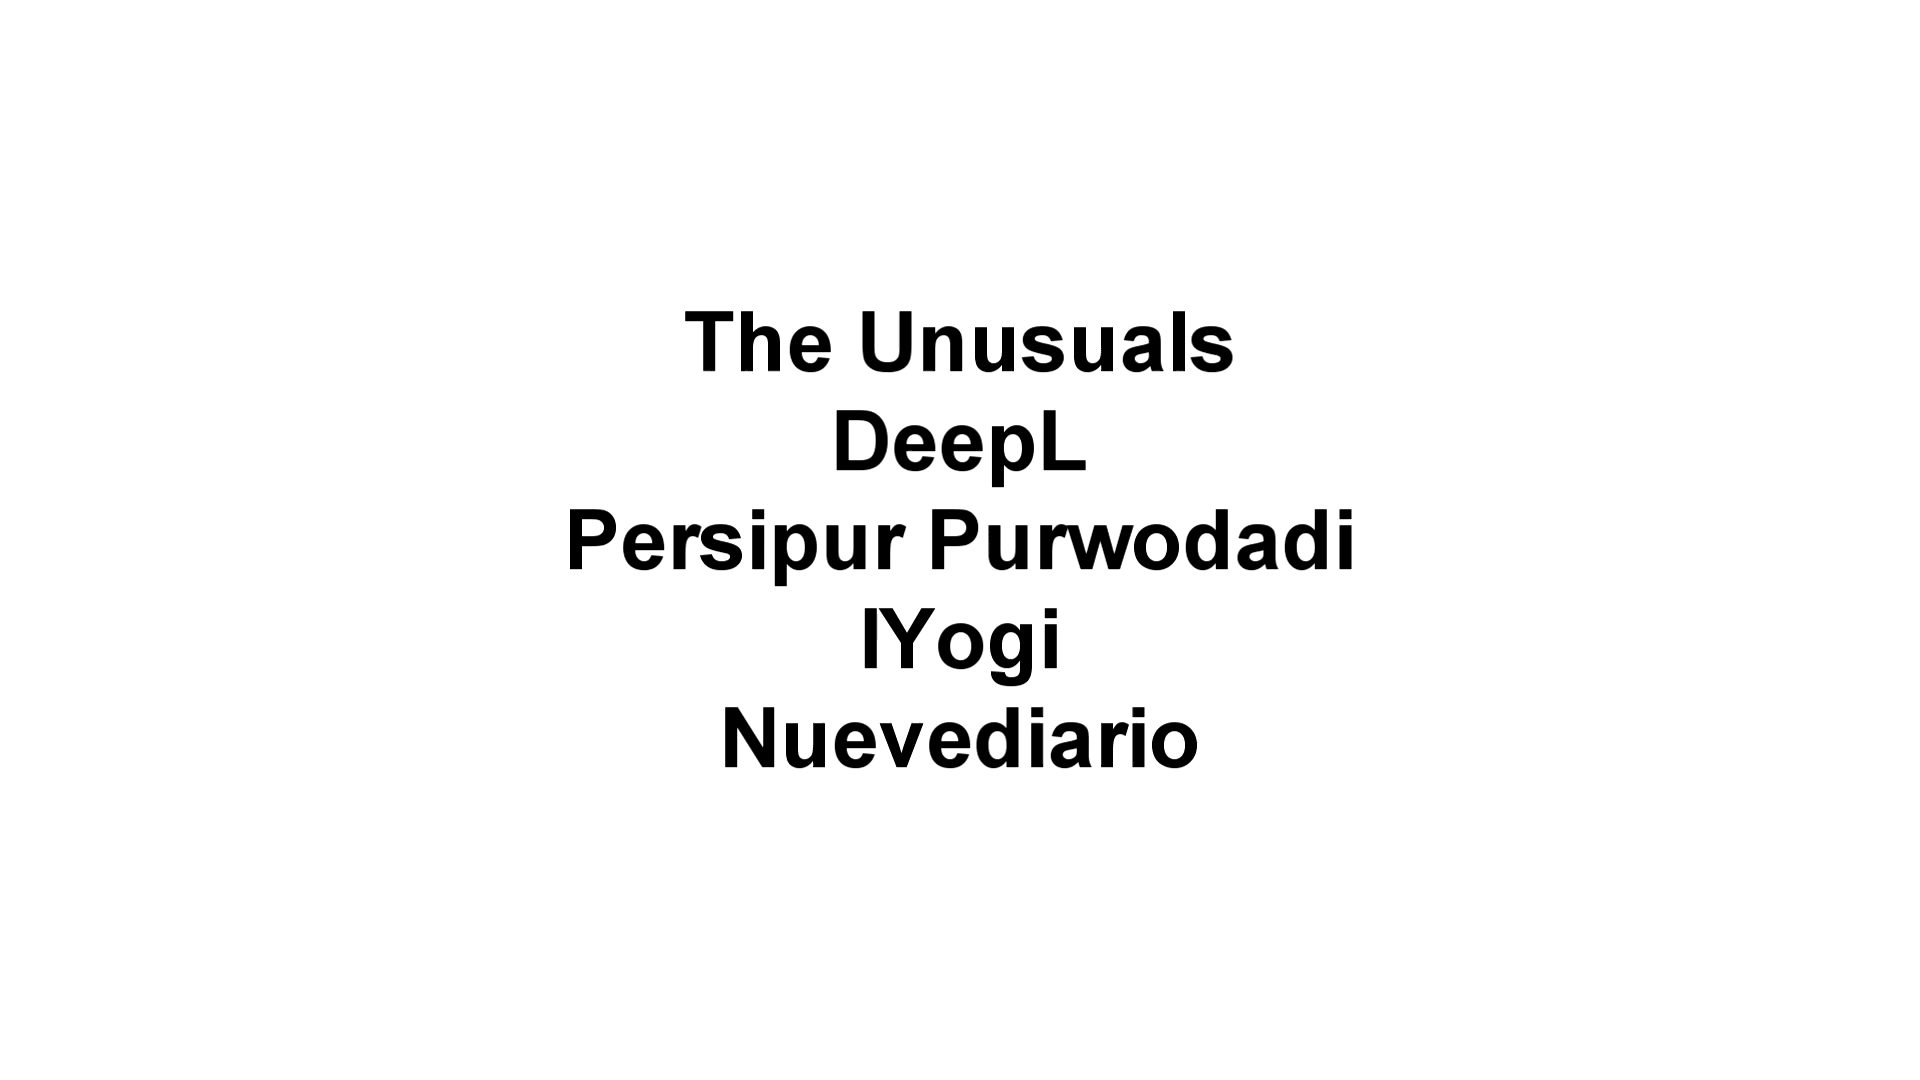 The Unusuals
DeepL
Persipur Purwodadi
IYogi
Nuevediario